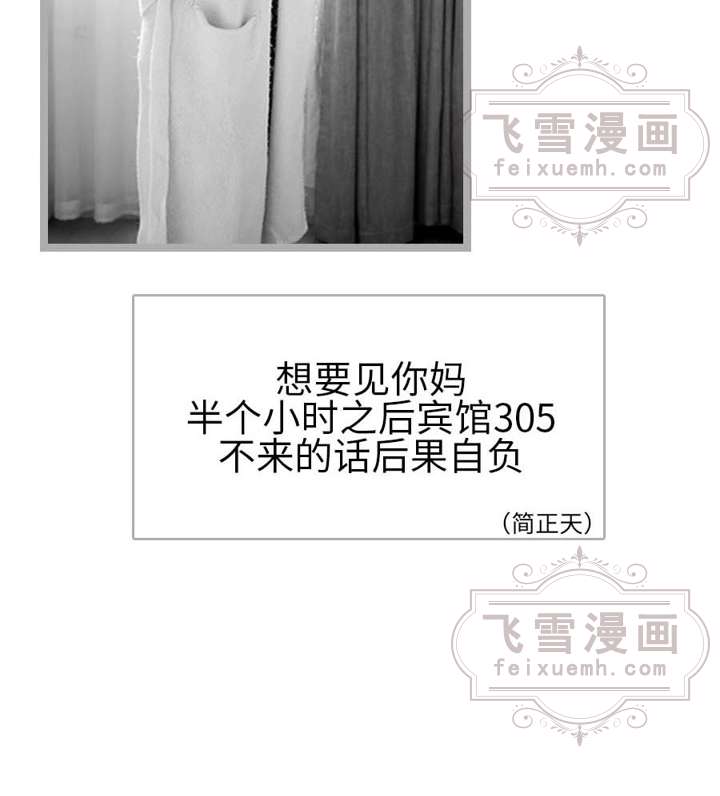 飞雪漫画
feixuemh.com
想要见你妈
半个小时之后宾馆305
不来的话后果自负
（简正天）
飞雪漫画
feixuemh.com